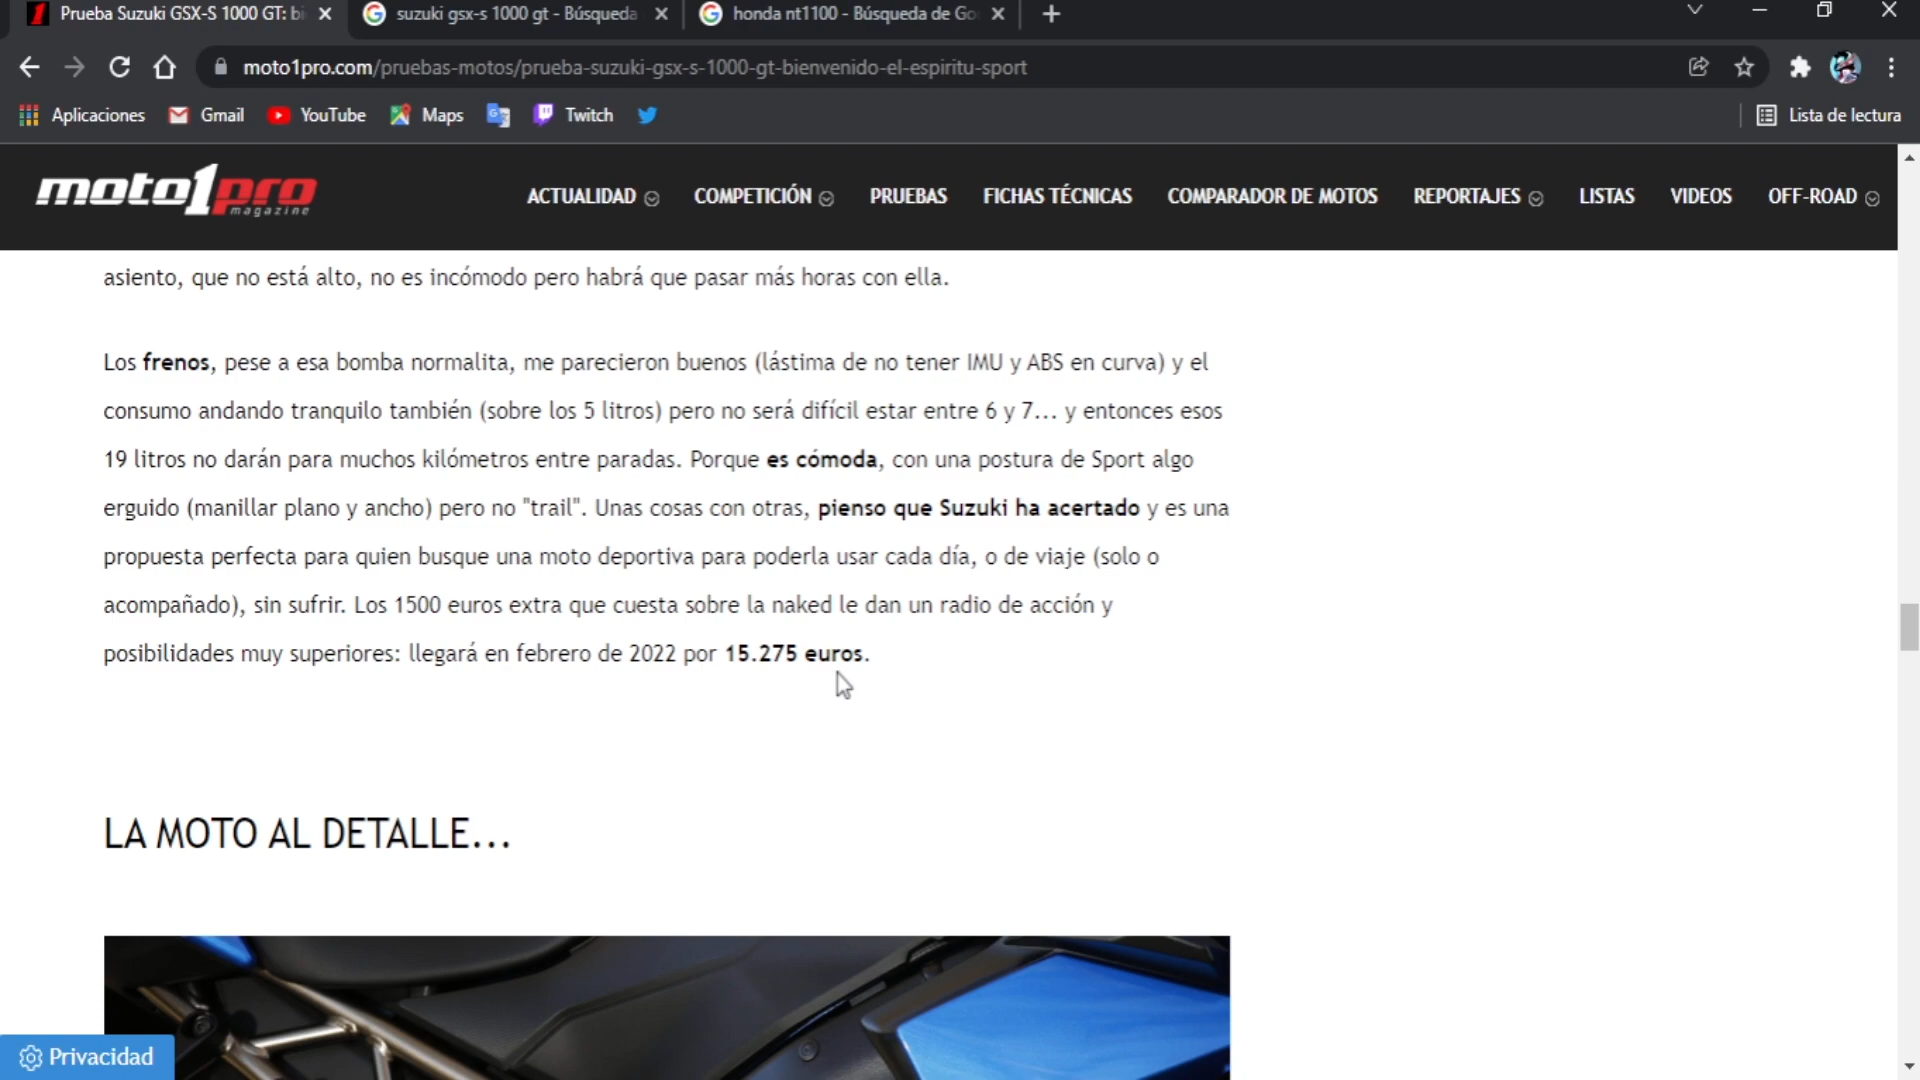 Prueba Suzuki GSX-S 1000 GT: bi
suzuki gsx-s 1000 gt - Búsqueda
honda nt1100 - Búsqueda de Go
moto1pro.com/pruebas-motos/prueba-suzuki-gsx-s-1000-gt-bienvenido-el-espiritu-sport
Aplicaciones Gmail YouTube Maps Twitch Lista de lectura
moto1pro
magazine
ACTUALIDAD COMPETICIÓN PRUEBAS FICHAS TÉCNICAS COMPARADOR DE MOTOS REPORTAJES LISTAS VIDEOS OFF-ROAD
asiento, que no está alto, no es incómodo pero habrá que pasar más horas con ella.
Los frenos, pese a esa bomba normalita, me parecieron buenos (lástima de no tener IMU y ABS en curva) y el
consumo andando tranquilo también (sobre los 5 litros) pero no será difícil estar entre 6 y 7... y entonces esos
19 litros no darán para muchos kilómetros entre paradas. Porque es cómoda, con una postura de Sport algo
erguido (manillar plano y ancho) pero no "trail". Unas cosas con otras, pienso que Suzuki ha acertado y es una
propuesta perfecta para quien busque una moto deportiva para poderla usar cada día, o de viaje (solo o
acompañado), sin sufrir. Los 1500 euros extra que cuesta sobre la naked le dan un radio de acción y
posibilidades muy superiores: llegará en febrero de 2022 por 15.275 euros.
LA MOTO AL DETALLE...
Privacidad